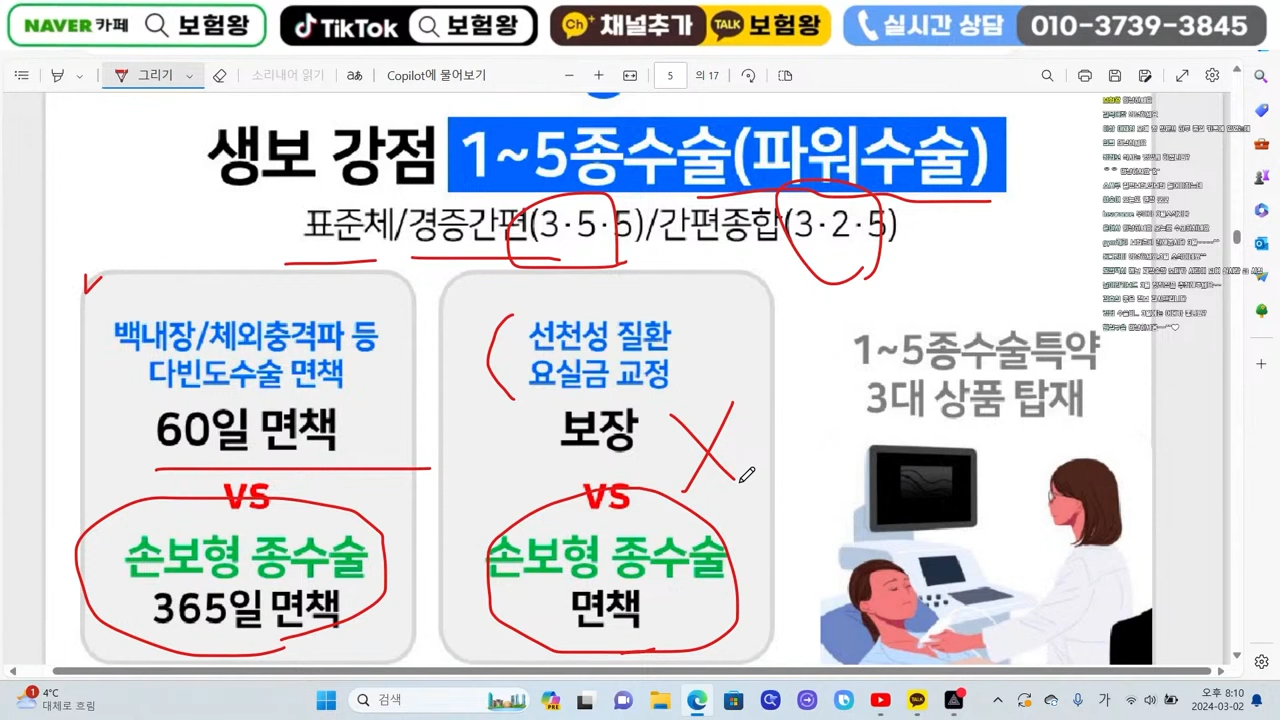 NAVER 카페 보험왕
TikTok 보험왕
Ch+ 채널추가 TALK 보험왕
실시간 상담 010-3739-3845
그리기 소리내어 읽기 aあ Copilot에 물어보기 5 의 17
생보 강점 1~5종수술(파워수술)
표준체/경증간편(3·5·5)/간편종합(3·2·5)
백내장/체외충격파 등
다빈도수술 면책
60일 면책
VS
손보형 종수술
365일 면책
선천성 질환
요실금 교정
보장
VS
손보형 종수술
면책
1~5종수술특약
3대 상품 탑재
1
4°C
대체로 흐림
검색
PRE
TALK
가
오후 8:10
2024-03-02